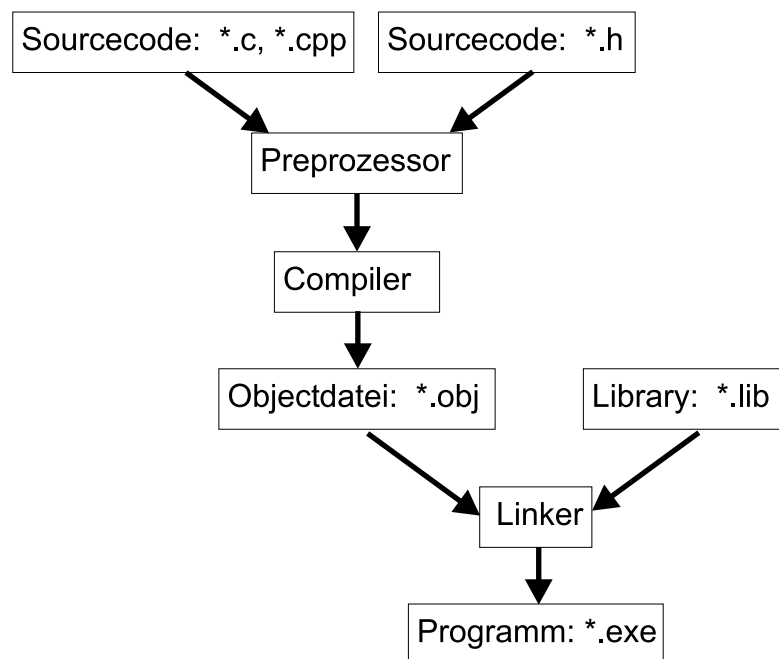 Sourcecode: *.c, *.cpp
Sourcecode: *.h
Preprozessor
Compiler
Objectdatei: *.obj
Library: *.lib
Linker
Programm: *.exe